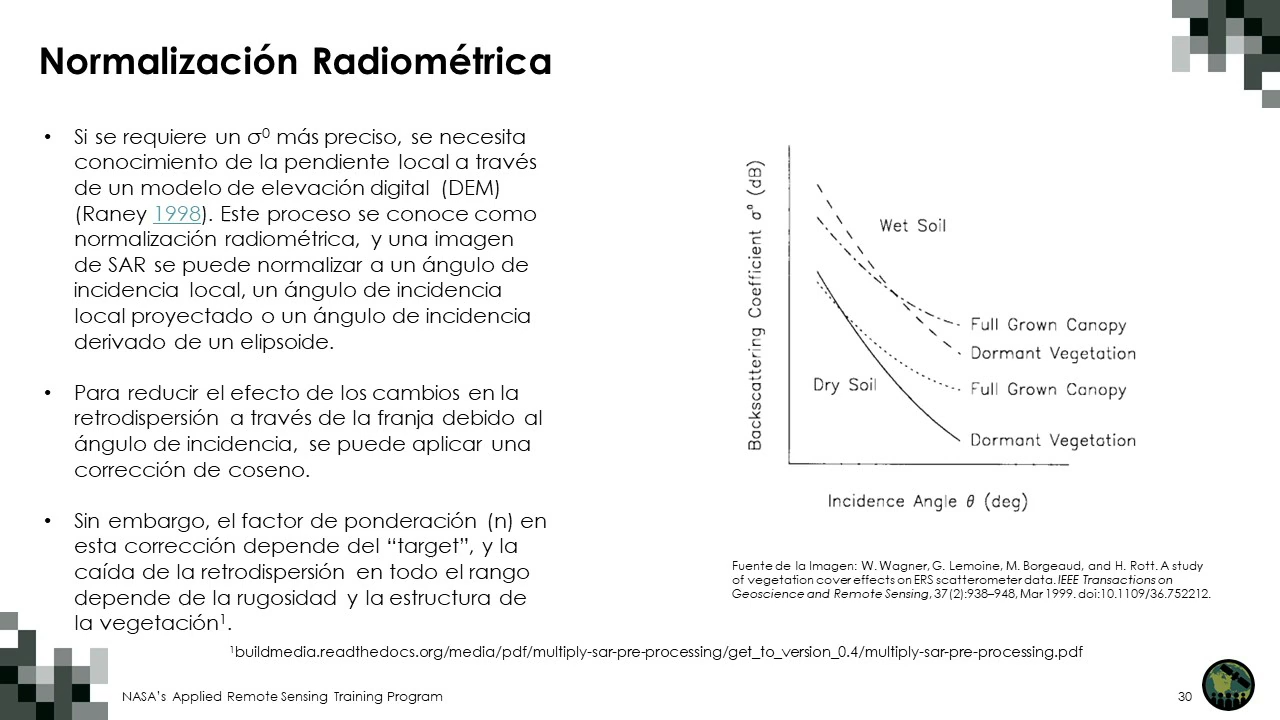 Normalización Radiométrica
• Si se requiere un σ⁰ más preciso, se necesita
conocimiento de la pendiente local a través
de un modelo de elevación digital (DEM)
(Raney 1998). Este proceso se conoce como
normalización radiométrica, y una imagen
de SAR se puede normalizar a un ángulo de
incidencia local, un ángulo de incidencia
local proyectado o un ángulo de incidencia
derivado de un elipsoide.
• Para reducir el efecto de los cambios en la
retrodispersión a través de la franja debido al
ángulo de incidencia, se puede aplicar una
corrección de coseno.
• Sin embargo, el factor de ponderación (n) en
esta corrección depende del “target”, y la
caída de la retrodispersión en todo el rango
depende de la rugosidad y la estructura de
la vegetación¹.
Backscattering Coefficient σ⁰ (dB)
Wet Soil
Full Grown Canopy
Dormant Vegetation
Dry Soil
Full Grown Canopy
Dormant Vegetation
Incidence Angle θ (deg)
Fuente de la Imagen: W. Wagner, G. Lemoine, M. Borgeaud, and H. Rott. A study
of vegetation cover effects on ERS scatterometer data. IEEE Transactions on
Geoscience and Remote Sensing, 37(2):938–948, Mar 1999. doi:10.1109/36.752212.
¹buildmedia.readthedocs.org/media/pdf/multiply-sar-pre-processing/get_to_version_0.4/multiply-sar-pre-processing.pdf
NASA’s Applied Remote Sensing Training Program
30